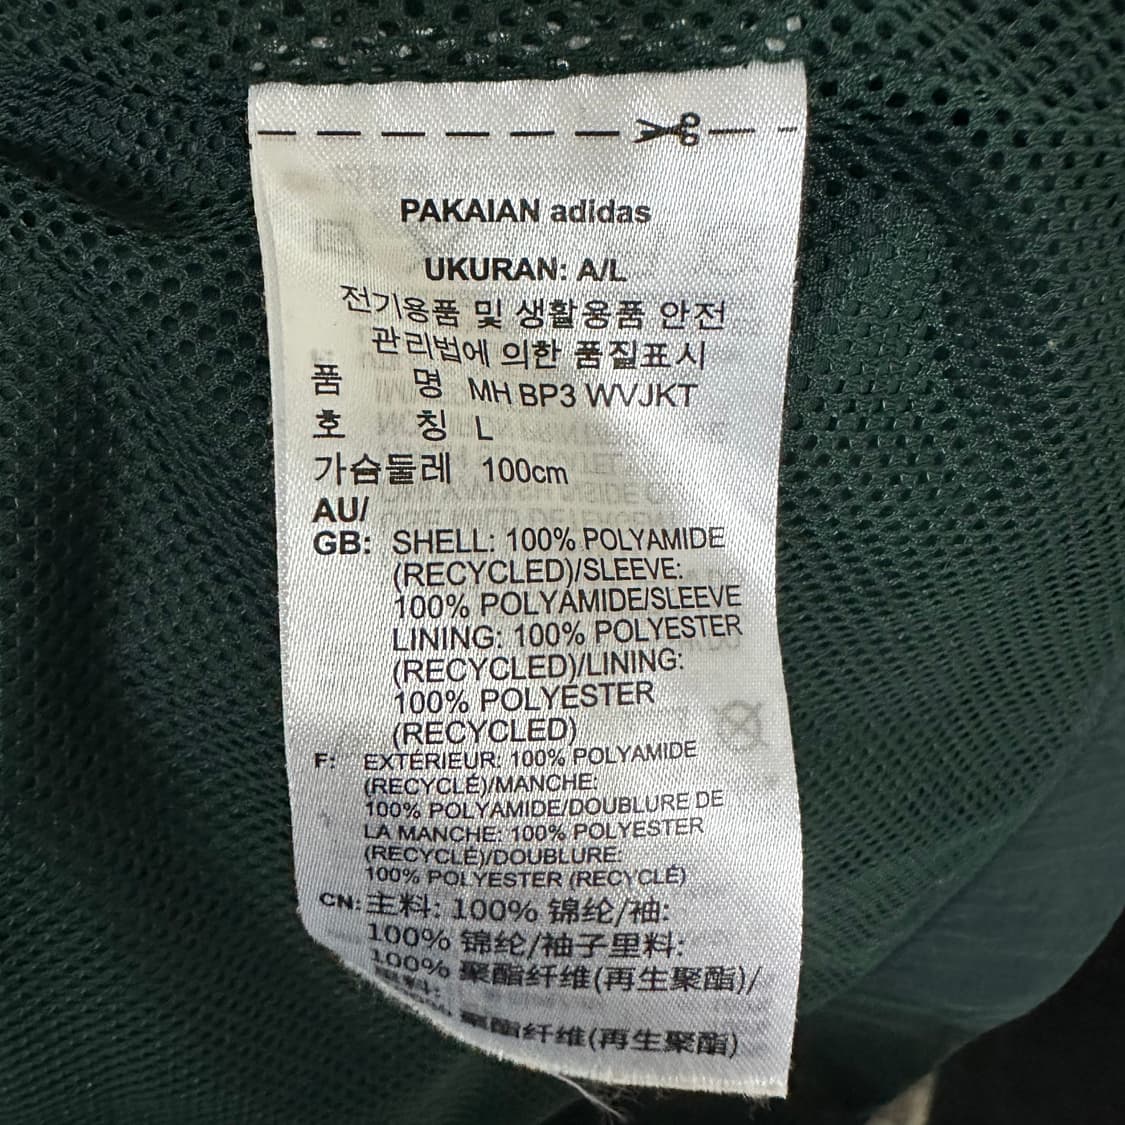 PAKAIAN adidas
UKURAN: A/L
전기용품 및 생활용품 안전
관리법에 의한 품질표시
품 명 MH BP3 WVJKT
호 칭 L
가슴둘레 100cm
AU/
GB: SHELL: 100% POLYAMIDE
(RECYCLED)/SLEEVE:
100% POLYAMIDE/SLEEVE
LINING: 100% POLYESTER
(RECYCLED)/LINING:
100% POLYESTER
(RECYCLED)
F: EXTERIEUR: 100% POLYAMIDE
(RECYCLÉ)/MANCHE:
100% POLYAMIDE/DOUBLURE DE
LA MANCHE: 100% POLYESTER
(RECYCLÉ)/DOUBLURE:
100% POLYESTER (RECYCLÉ)
CN: 主料: 100% 锦纶/袖:
100% 锦纶/袖子里料:
100% 聚酯纤维(再生聚酯)/
里料:
100% 聚酯纤维(再生聚酯)